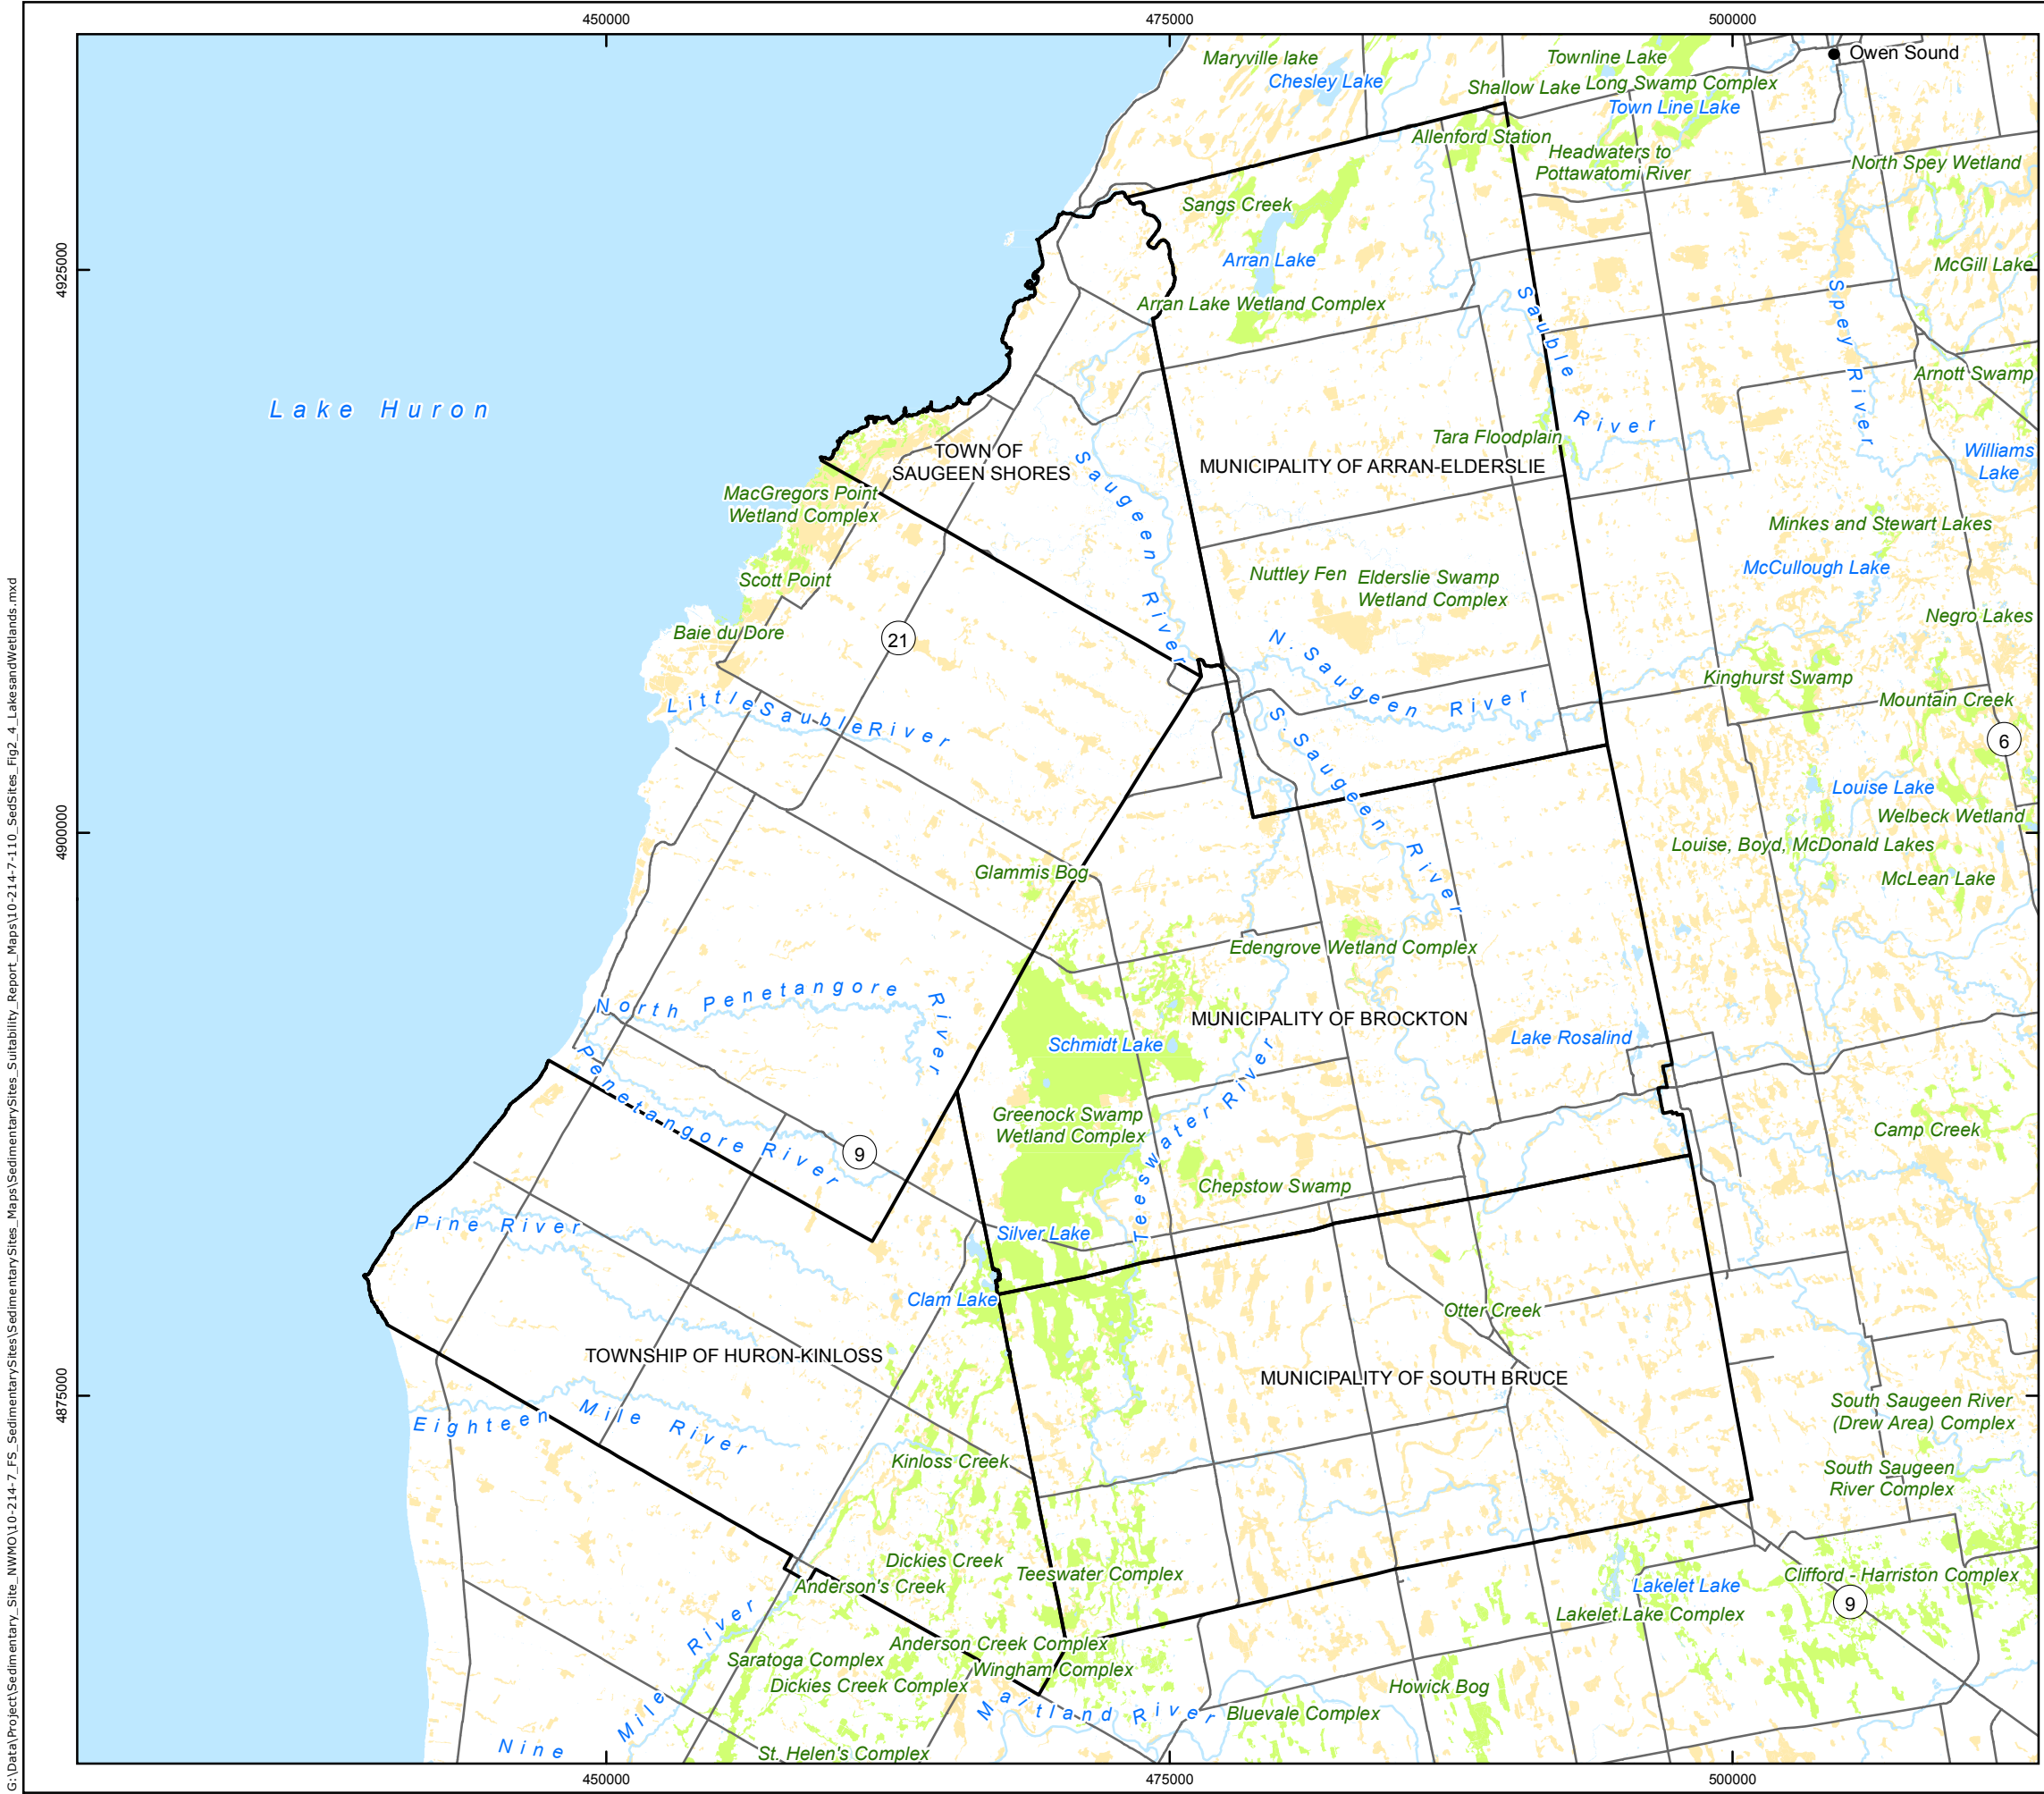 450000
475000
500000
Owen Sound
Maryville lake
Chesley Lake
Townline Lake
Shallow Lake
Long Swamp Complex
Town Line Lake
Allenford Station
Headwaters to
Pottawatomi River
North Spey Wetland
Sangs Creek
Arran Lake
McGill Lake
4925000
Arran Lake Wetland Complex
Sauble
River
Spey River
Arnott Swamp
Lake Huron
Tara Floodplain
TOWN OF
SAUGEEN SHORES
MUNICIPALITY OF ARRAN-ELDERSLIE
Williams
Lake
Saugeen River
MacGregors Point
Wetland Complex
Minkes and Stewart Lakes
McCullough Lake
Scott Point
Nuttley Fen
Elderslie Swamp
Wetland Complex
Negro Lakes
Baie du Dore
21
N. Saugeen River
Kinghurst Swamp
Mountain Creek
Little Sauble River
S. Saugeen River
6
Louise Lake
Welbeck Wetland
4900000
Louise, Boyd, McDonald Lakes
McLean Lake
Glammis Bog
Edengrove Wetland Complex
North Penetangore River
MUNICIPALITY OF BROCKTON
Schmidt Lake
Lake Rosalind
Penetangore River
Greenock Swamp
Wetland Complex
Teeswater River
Camp Creek
9
Chepstow Swamp
Pine River
Silver Lake
Clam Lake
Otter Creek
TOWNSHIP OF HURON-KINLOSS
MUNICIPALITY OF SOUTH BRUCE
4875000
Eighteen Mile River
South Saugeen River
(Drew Area) Complex
Kinloss Creek
South Saugeen
River Complex
Dickies Creek
Teeswater Complex
Anderson's Creek
Lakelet Lake
Clifford - Harriston Complex
9
Lakelet Lake Complex
Anderson Creek Complex
Saratoga Complex
Wingham Complex
Dickies Creek Complex
Howick Bog
Maitland River
Bluevale Complex
Nine Mile River
St. Helen's Complex
450000
475000
500000
G:\Data\Project\Sedimentary_Site_NWMO\10-214-7_FS_SedimentarySites\SedimentarySites_Maps\SedimentarySites_Suitability_Report_Maps\10-214-7-110_SedSites_Fig2_4_LakesandWetlands.mxd